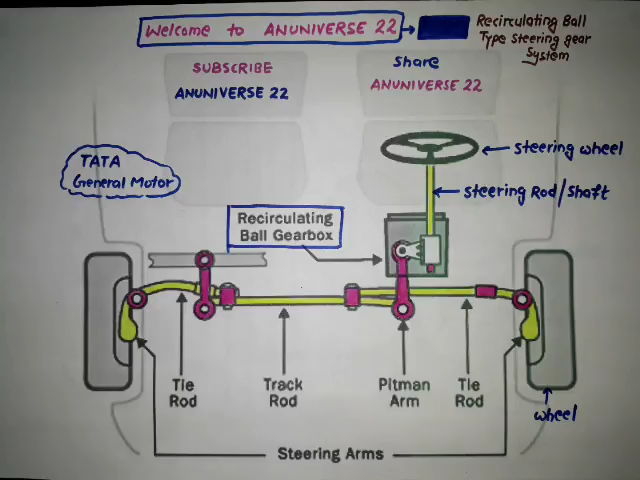 Welcome to ANUNIVERSE 22
Recirculating Ball
Type steering gear
System
SUBSCRIBE
ANUNIVERSE 22
Share
ANUNIVERSE 22
TATA
General Motor
steering wheel
steering Rod/shaft
Recirculating
Ball Gearbox
Tie
Rod
Track
Rod
Pitman
Arm
Tie
Rod
wheel
Steering Arms